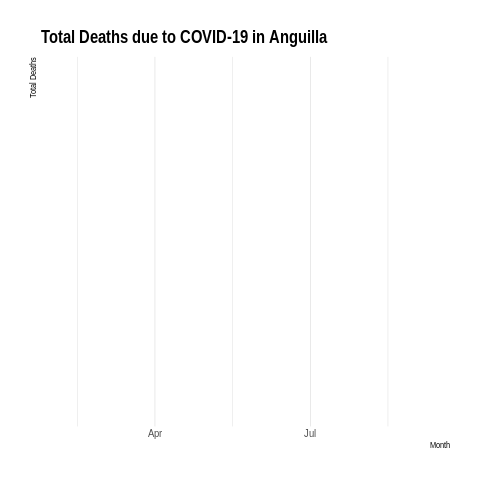 Total Deaths due to COVID-19 in Anguilla
Total Deaths
Apr
Jul
Month